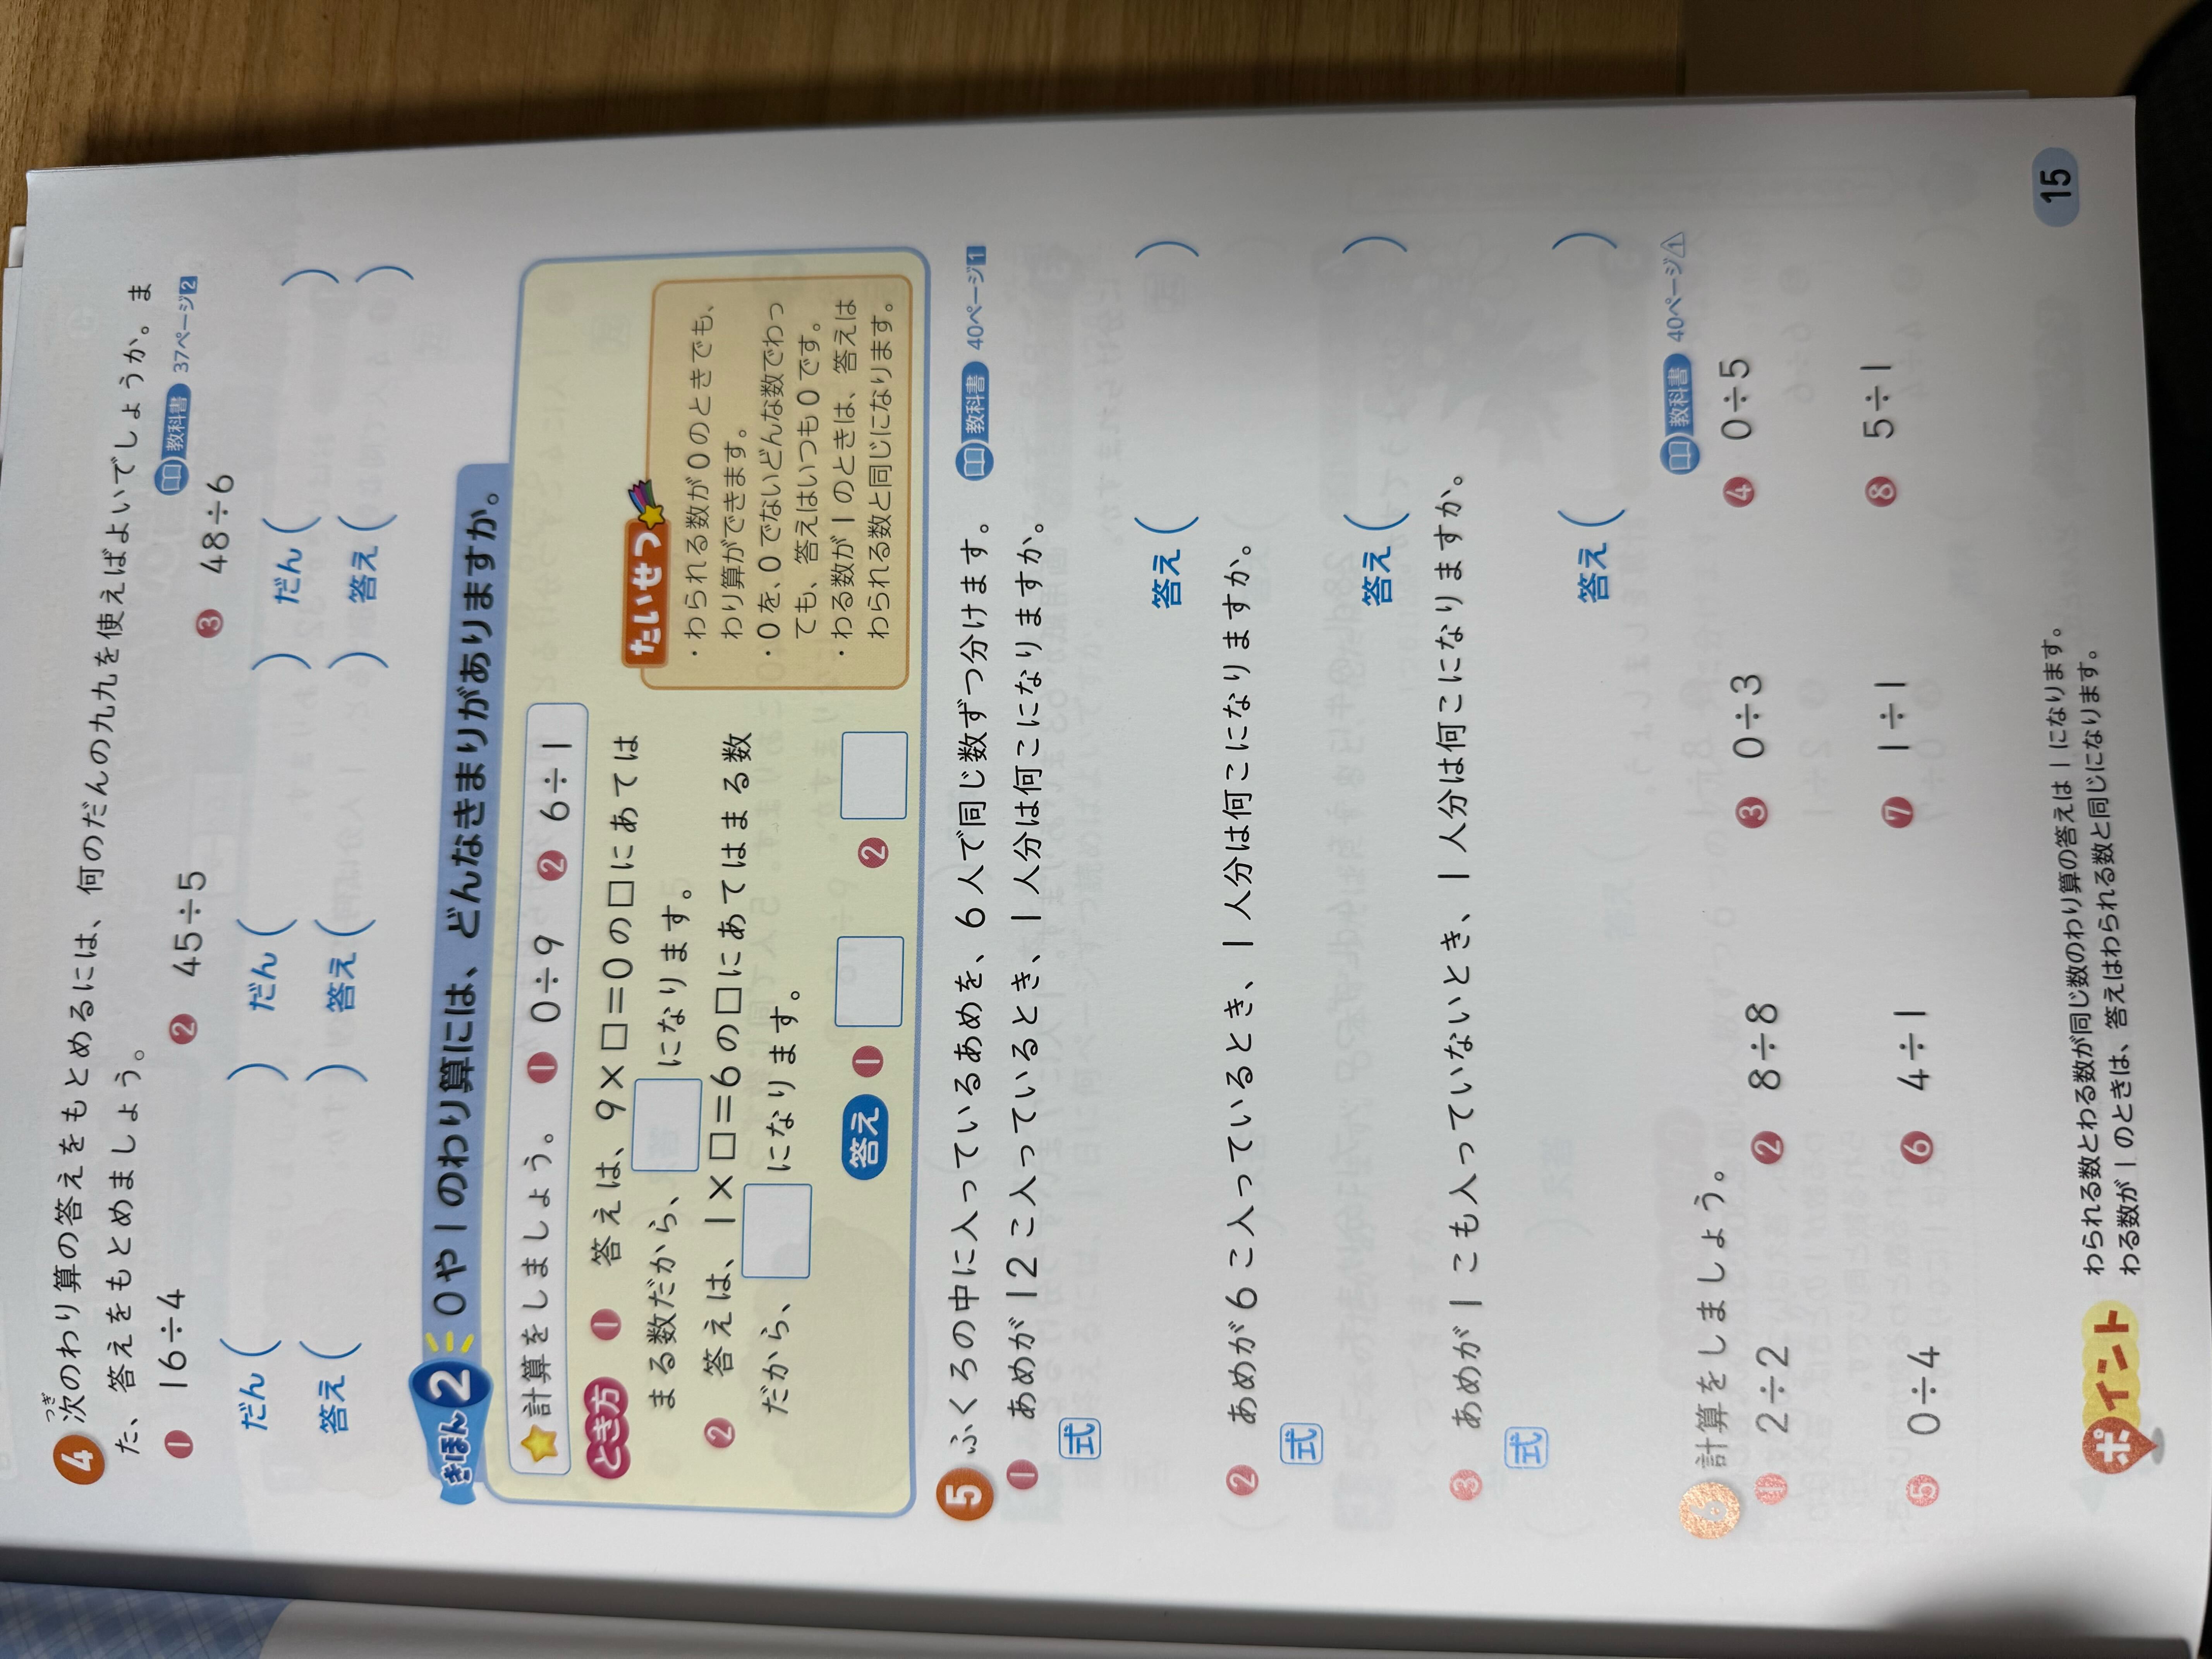 4 次のわり算の答えをもとめるには、何のだんの九九を使えばよいでしょうか。ま
つぎ
た、答えをもとめましょう。
教科書 37ページ2
1 16÷4 2 45÷5 3 48÷6
だん( ) だん( ) だん( )
答え( ) 答え( ) 答え( )
きほん2 0や1のわり算には、どんなきまりがありますか。
計算をしましょう。 1 0÷9 2 6÷1
とき方 1 答えは、9×□=0の□にあては
まる数だから、□になります。
2 答えは、1×□=6の□にあてはまる数
だから、□になります。
答え 1 □ 2 □
たいせつ
・わられる数が0のときでも、
わり算ができます。
・0を、0でないどんな数でわっ
ても、答えはいつも0です。
・わる数が1のときは、答えは
わられる数と同じになります。
5 ふくろの中に入っているあめを、6人で同じ数ずつ分けます。
教科書 40ページ1
1 あめが12こ入っているとき、1人分は何こになりますか。
式
答え( )
2 あめが6こ入っているとき、1人分は何こになりますか。
式
答え( )
3 あめが1こも入っていないとき、1人分は何こになりますか。
式
答え( )
6 計算をしましょう。
教科書 40ページ1
1 2÷2 2 8÷8 3 0÷3 4 0÷5
5 0÷4 6 4÷1 7 1÷1 8 5÷1
ポイント
わられる数とわる数が同じ数のわり算の答えは1になります。
わる数が1のときは、答えはわられる数と同じになります。
15